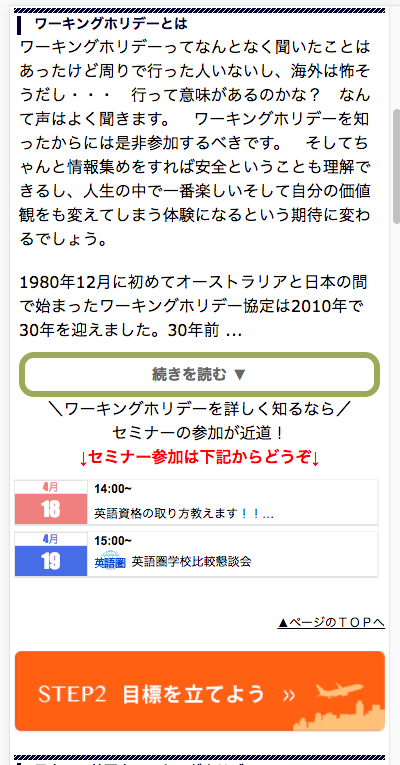 ワーキングホリデーとは
ワーキングホリデーってなんとなく聞いたことは
あったけど周りで行った人いないし、海外は怖そ
うだし・・・　行って意味があるのかな？　なん
て声はよく聞きます。　ワーキングホリデーを知
ったからには是非参加するべきです。　そしてち
ゃんと情報集めをすれば安全ということも理解で
きるし、人生の中で一番楽しいそして自分の価値
観をも変えてしまう体験になるという期待に変わ
るでしょう。
1980年12月に初めてオーストラリアと日本の間
で始まったワーキングホリデー協定は2010年で
30年を迎えました。30年前 ...
続きを読む ▼
＼ワーキングホリデーを詳しく知るなら／
セミナーの参加が近道！
↓セミナー参加は下記からどうぞ↓
4月
18
14:00~
英語資格の取り方教えます！！...
4月
19
15:00~
英語圏 英語圏学校比較懇談会
▲ページのＴＯＰへ
STEP2 目標を立てよう »